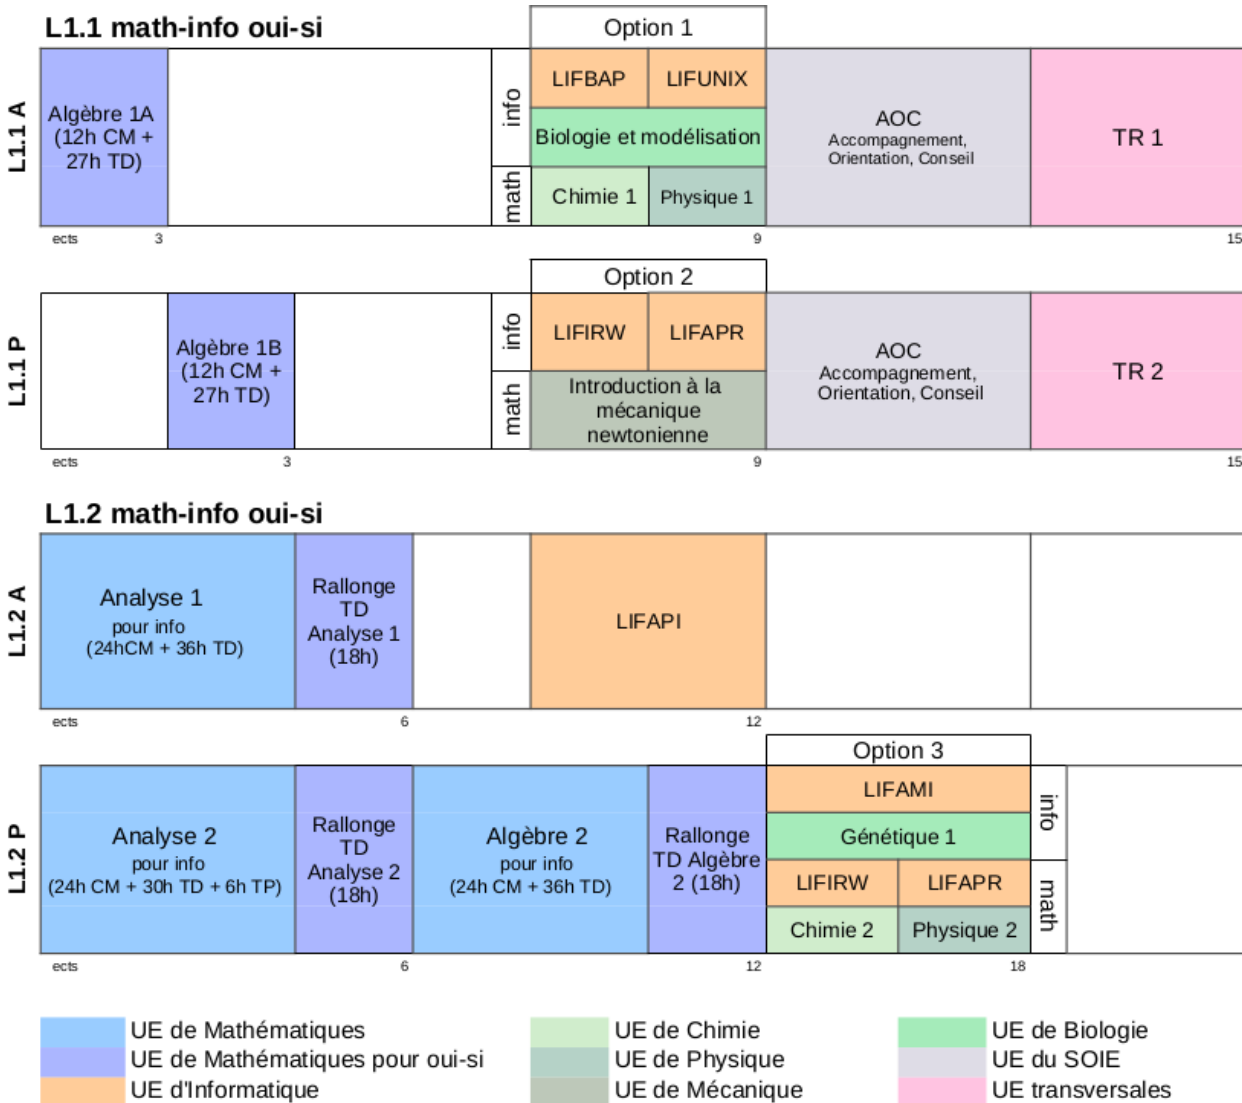 L1.1 math-info oui-si
Option 1
L1.1 A
Algèbre 1A
(12h CM +
27h TD)
info
LIFBAP
LIFUNIX
Biologie et modélisation
math
Chimie 1
Physique 1
AOC
Accompagnement,
Orientation, Conseil
TR 1
ects
3
9
15
Option 2
L1.1 P
Algèbre 1B
(12h CM +
27h TD)
info
LIFIRW
LIFAPR
math
Introduction à la
mécanique
newtonienne
AOC
Accompagnement,
Orientation, Conseil
TR 2
ects
3
9
15
L1.2 math-info oui-si
L1.2 A
Analyse 1
pour info
(24hCM + 36h TD)
Rallonge
TD
Analyse 1
(18h)
LIFAPI
ects
6
12
Option 3
L1.2 P
Analyse 2
pour info
(24h CM + 30h TD + 6h TP)
Rallonge
TD
Analyse 2
(18h)
Algèbre 2
pour info
(24h CM + 36h TD)
Rallonge
TD Algèbre
2 (18h)
LIFAMI
Génétique 1
info
LIFIRW
LIFAPR
Chimie 2
Physique 2
math
ects
6
12
18
UE de Mathématiques
UE de Chimie
UE de Biologie
UE de Mathématiques pour oui-si
UE de Physique
UE du SOIE
UE d'Informatique
UE de Mécanique
UE transversales